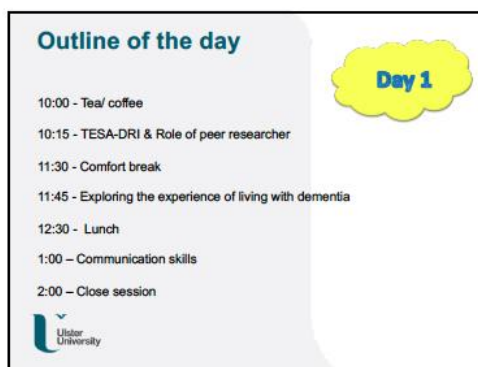 Outline of the day
Day 1
10:00 - Tea/ coffee
10:15 - TESA-DRI & Role of peer researcher
11:30 - Comfort break
11:45 - Exploring the experience of living with dementia
12:30 - Lunch
1:00 – Communication skills
2:00 – Close session
Ulster
University